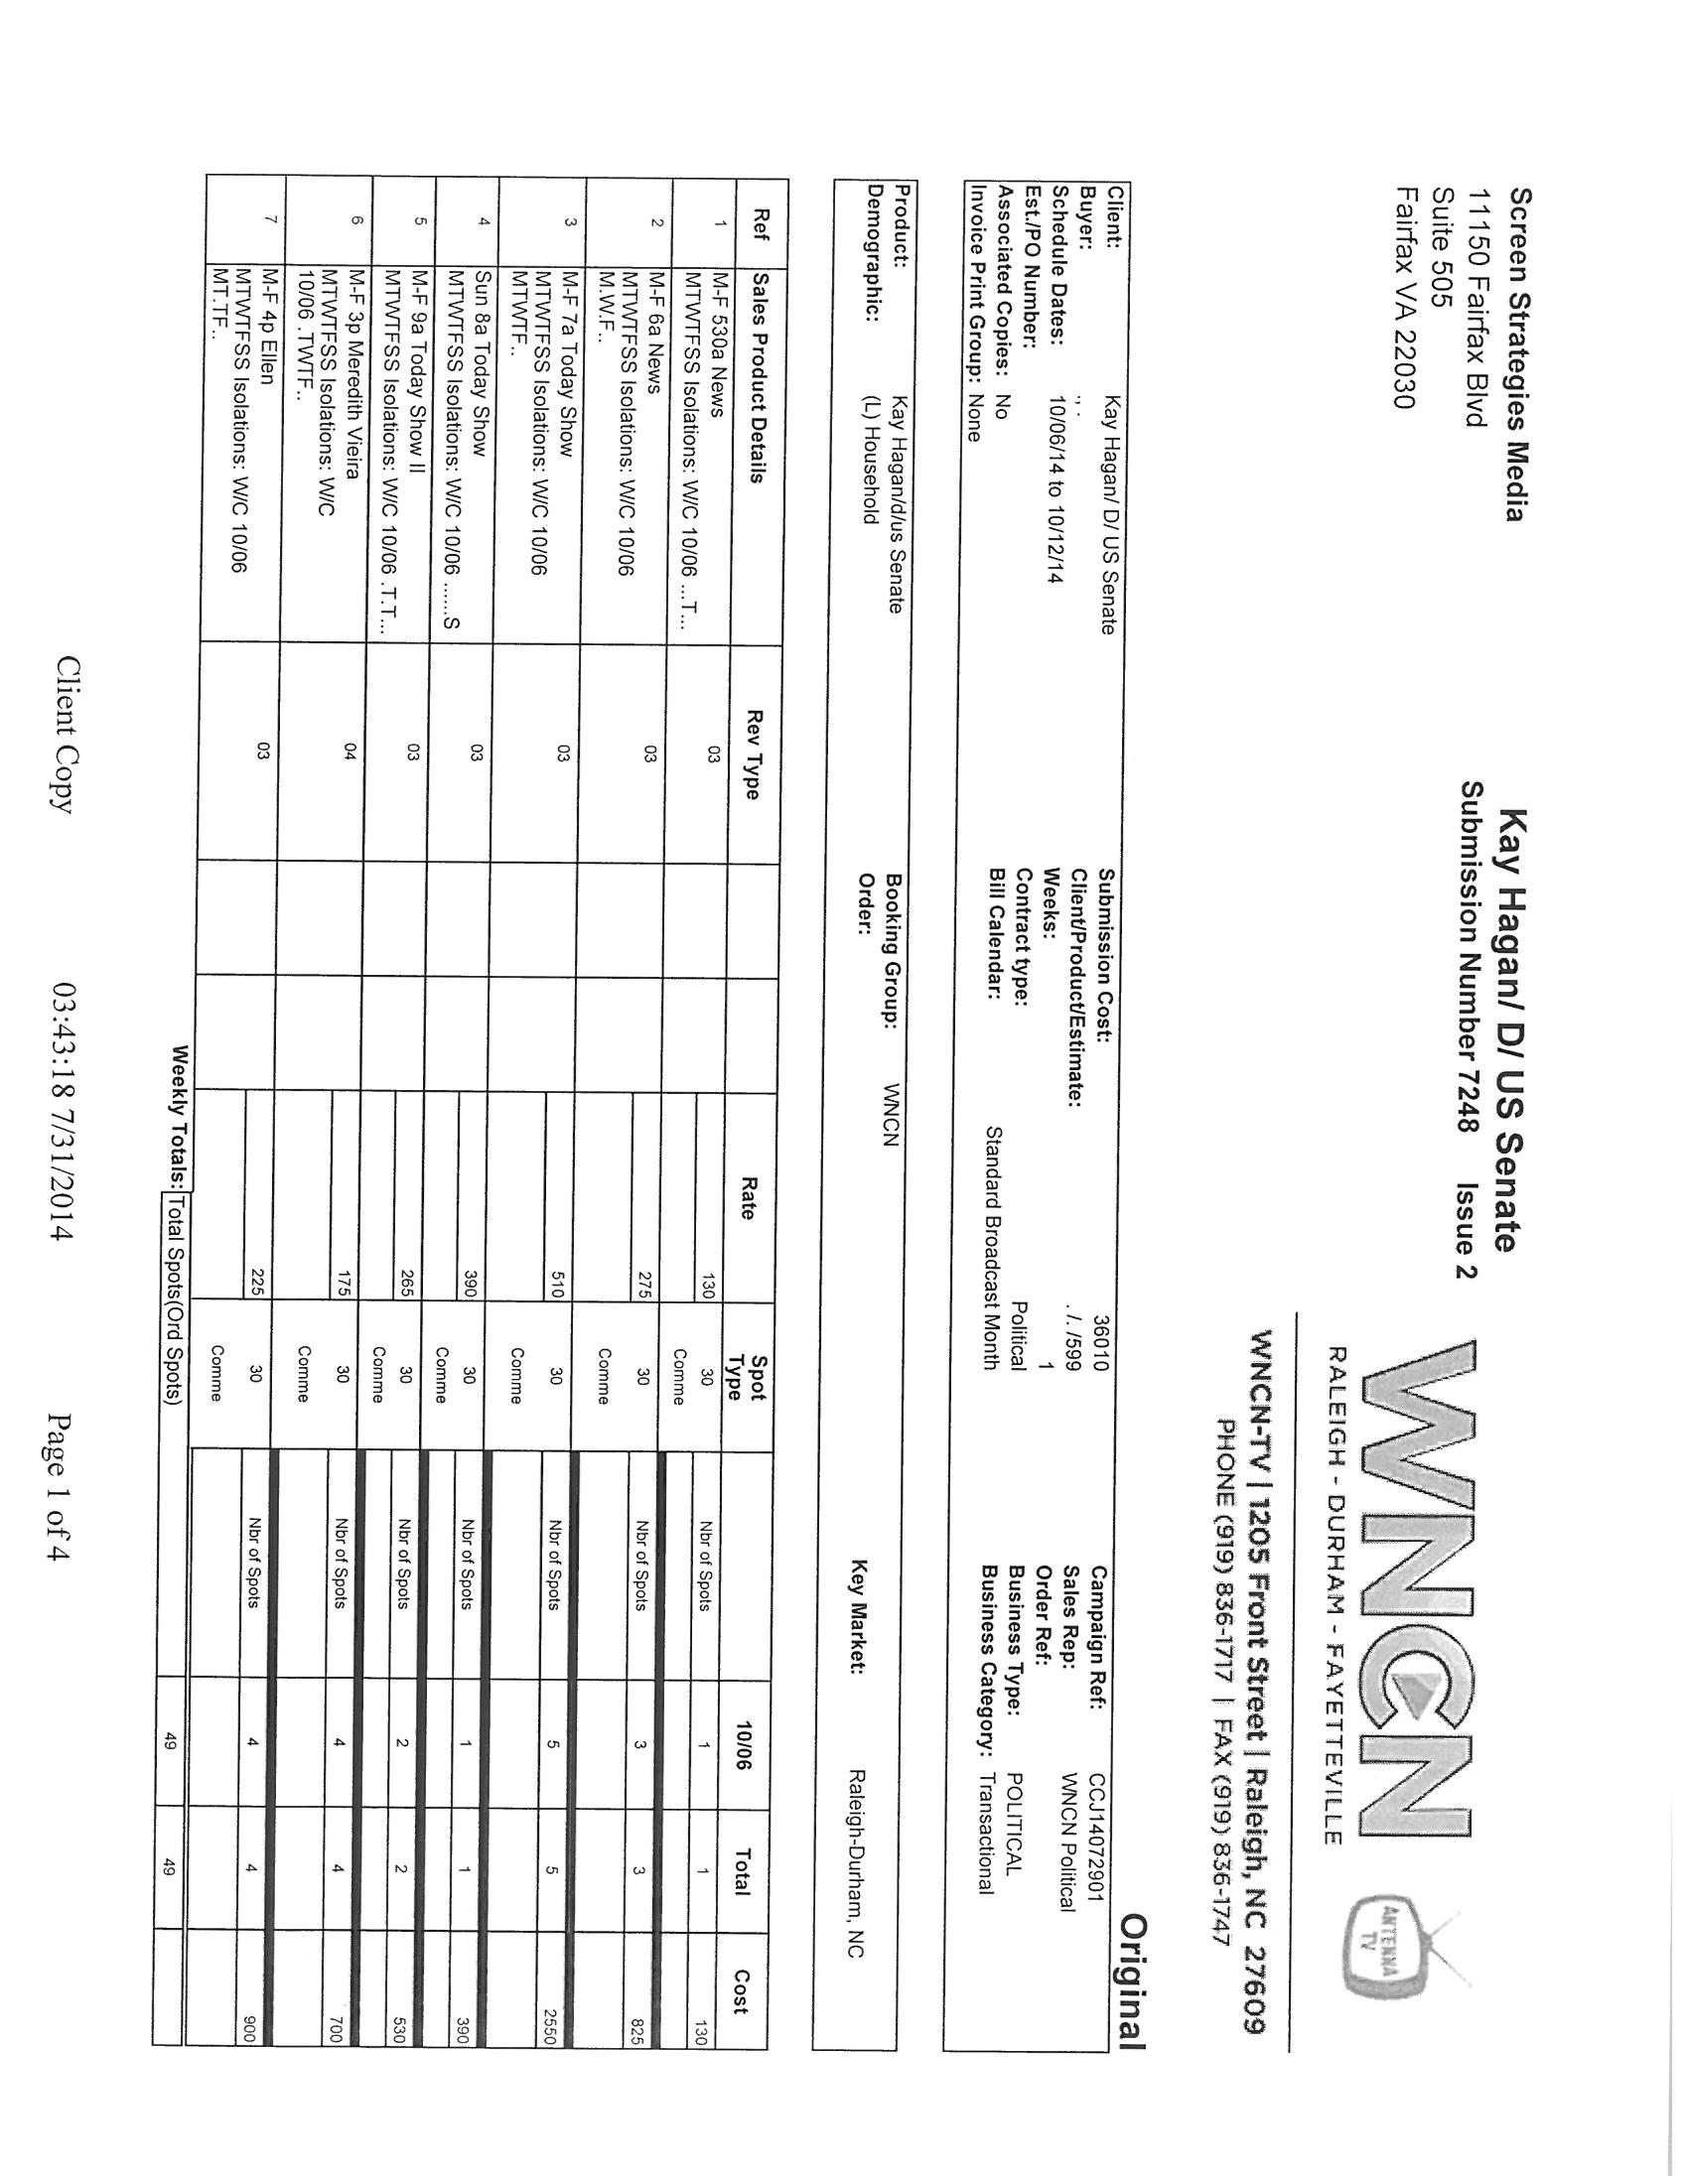 Screen Strategies Media
11150 Fairfax Blvd
Suite 505
Fairfax VA 22030
Kay Hagan/ D/ US Senate
Submission Number 7248 Issue 2
WNCN
RALEIGH - DURHAM - FAYETTEVILLE
ANTENNA
TV
WNCN-TV | 1205 Front Street | Raleigh, NC 27609
PHONE (919) 836-1717 | FAX (919) 836-1747
Original
Client: Kay Hagan/ D/ US Senate Submission Cost: 36010 Campaign Ref: CCJ14072901
Buyer: ., . Client/Product/Estimate: . /. /599 Sales Rep: WNCN Political
Schedule Dates: 10/06/14 to 10/12/14 Weeks: 1 Order Ref:
Est./PO Number: Contract type: Political Business Type: POLITICAL
Associated Copies: No Bill Calendar: Standard Broadcast Month Business Category: Transactional
Invoice Print Group: None
Product: Kay Hagan/d/us Senate Booking Group: WNCN
Demographic: (L) Household Order: Key Market: Raleigh-Durham, NC
Ref Sales Product Details Rev Type Rate Spot Type 10/06 Total Cost
1 M-F 530a News 03 130 30 Nbr of Spots 1 1 130
MTWTFSS Isolations: W/C 10/06 ...T... Comme
2 M-F 6a News 03 275 30 Nbr of Spots 3 3 825
MTWTFSS Isolations: W/C 10/06 Comme
M.W.F..
3 M-F 7a Today Show 03 510 30 Nbr of Spots 5 5 2550
MTWTFSS Isolations: W/C 10/06 Comme
MTWTF..
4 Sun 8a Today Show 03 390 30 Nbr of Spots 1 1 390
MTWTFSS Isolations: W/C 10/06 ......S Comme
5 M-F 9a Today Show II 03 265 30 Nbr of Spots 2 2 530
MTWTFSS Isolations: W/C 10/06 .T.T... Comme
6 M-F 3p Meredith Vieira 04 175 30 Nbr of Spots 4 4 700
MTWTFSS Isolations: W/C Comme
10/06 .TWTF..
7 M-F 4p Ellen 03 225 30 Nbr of Spots 4 4 900
MTWTFSS Isolations: W/C 10/06 Comme
MT.TF..
Weekly Totals: Total Spots(Ord Spots) 49 49
Client Copy 03:43:18 7/31/2014 Page 1 of 4